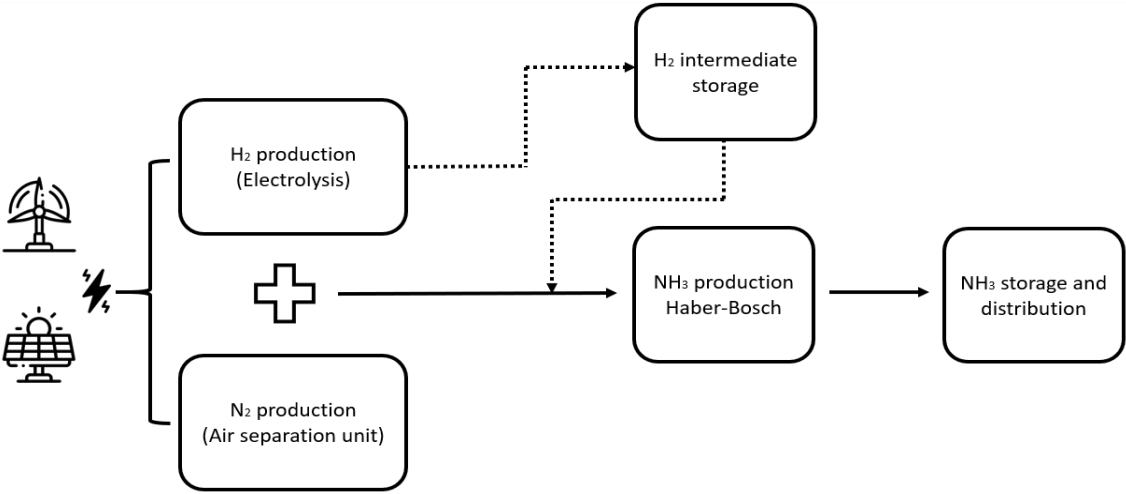 H₂ intermediate
storage
H₂ production
(Electrolysis)
NH₃ production
Haber-Bosch
NH₃ storage and
distribution
N₂ production
(Air separation unit)